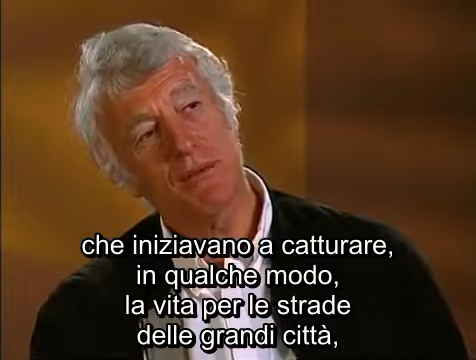 che iniziavano a catturare,
in qualche modo,
la vita per le strade
delle grandi città,